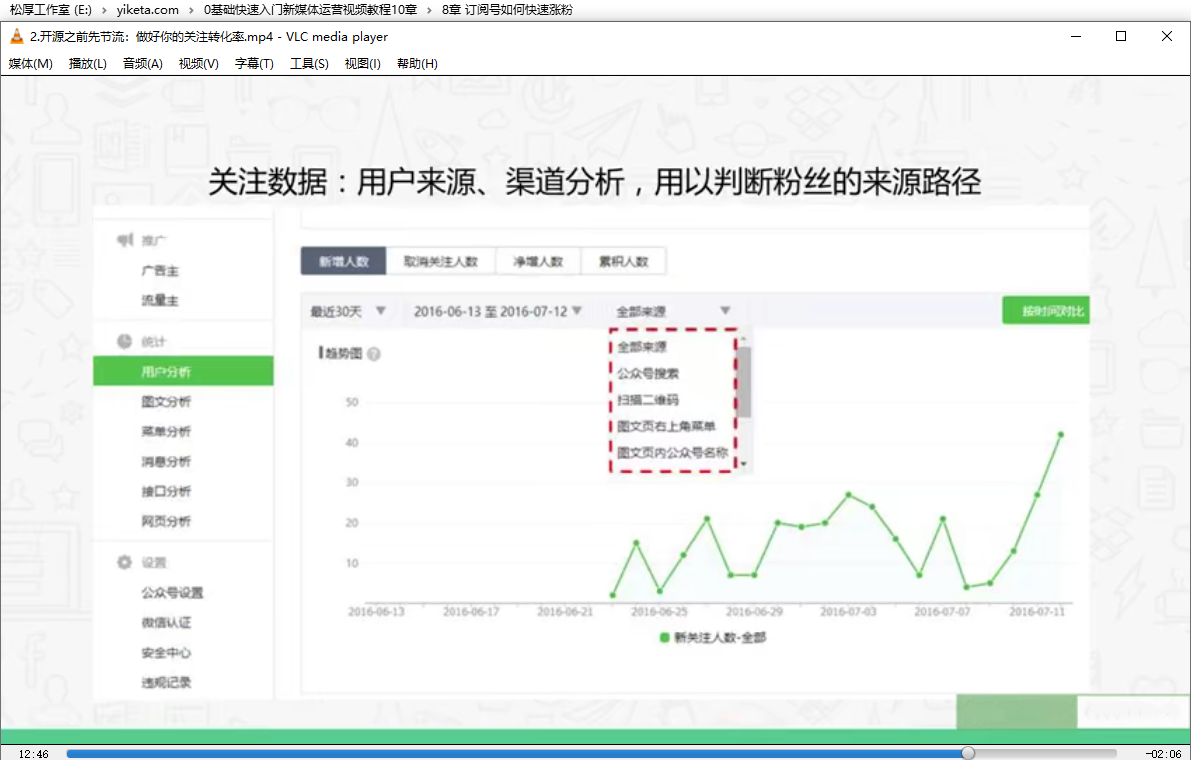 松厚工作室 (E:) › yiketa.com › 0基础快速入门新媒体运营视频教程10章 › 8章 订阅号如何快速涨粉
2.开源之前先节流：做好你的关注转化率.mp4 - VLC media player
媒体(M) 播放(L) 音频(A) 视频(V) 字幕(T) 工具(S) 视图(I) 帮助(H)
关注数据：用户来源、渠道分析，用以判断粉丝的来源路径
推广
广告主
流量主
统计
用户分析
图文分析
菜单分析
消息分析
接口分析
网页分析
设置
公众号设置
微信认证
安全中心
违规记录
新增人数 取消关注人数 净增人数 累积人数
最近30天 2016-06-13 至 2016-07-12 全部来源 按时间对比
趋势图
全部来源
公众号搜索
扫描二维码
图文页右上角菜单
图文页内公众号名称
50
40
30
20
10
2016-06-13 2016-06-17 2016-06-21 2016-06-25 2016-06-29 2016-07-03 2016-07-07 2016-07-11
新关注人数-全部
12:46 -02:06